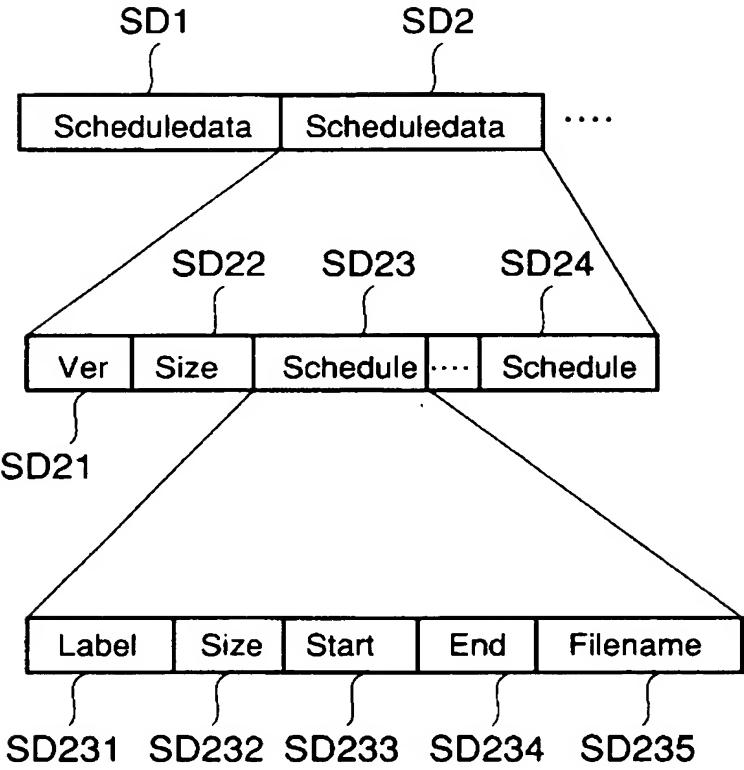 SD1 SD2
Scheduledata Scheduledata ····
SD22 SD23 SD24
Ver Size Schedule ···· Schedule
SD21
Label Size Start End Filename
SD231 SD232 SD233 SD234 SD235